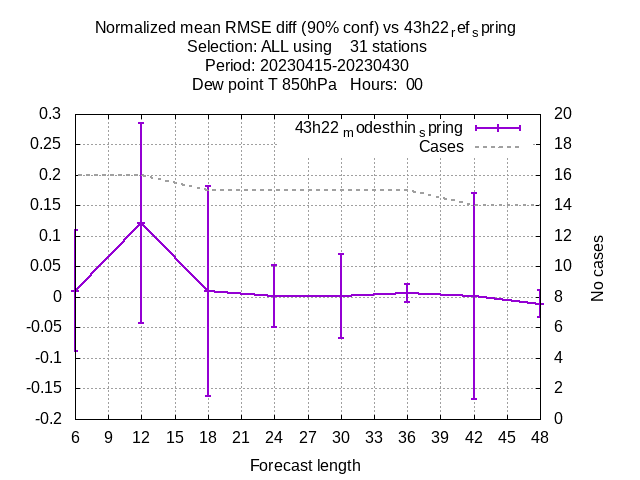 Normalized mean RMSE diff (90% conf) vs 43h22refspring
Selection: ALL using 31 stations
Period: 20230415-20230430
Dew point T 850hPa Hours: 00
43h22modesthinspring
Cases
0.3
0.25
0.2
0.15
0.1
0.05
0
-0.05
-0.1
-0.15
-0.2
20
18
16
14
12
10
8
6
4
2
0
No cases
6 9 12 15 18 21 24 27 30 33 36 39 42 45 48
Forecast length